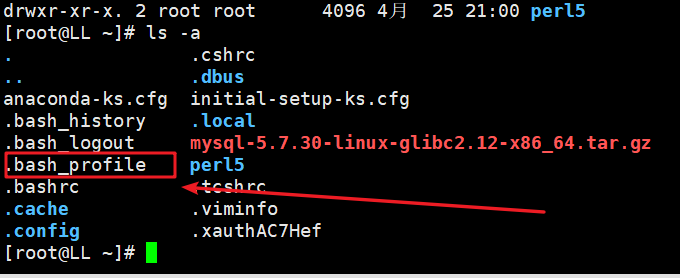 drwxr-xr-x. 2 root root 4096 4月 25 21:00 perl5
[root@LL ~]# ls -a
. .cshrc
.. .dbus
anaconda-ks.cfg initial-setup-ks.cfg
.bash_history .local
.bash_logout mysql-5.7.30-linux-glibc2.12-x86_64.tar.gz
.bash_profile perl5
.bashrc .tcshrc
.cache .viminfo
.config .xauthAC7Hef
[root@LL ~]#